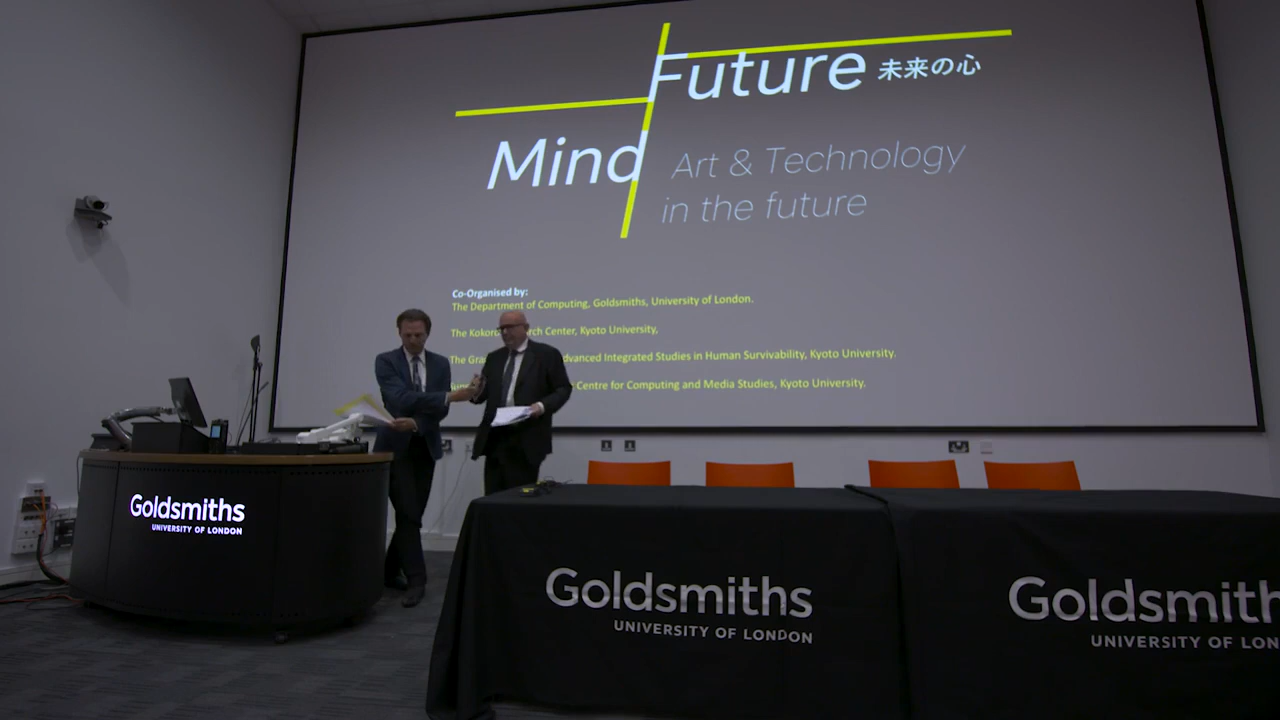 Future 未来の心
Mind Art & Technology
in the future
Co-Organised by:
The Department of Computing, Goldsmiths, University of London.
The Kokoro Center, Kyoto University,
The Advanced Integrated Studies in Human Survivability, Kyoto University.
Centre for Computing and Media Studies, Kyoto University.
Goldsmiths
UNIVERSITY OF LONDON
Goldsmiths
UNIVERSITY OF LONDON
Goldsmith
UNIVERSITY OF LON